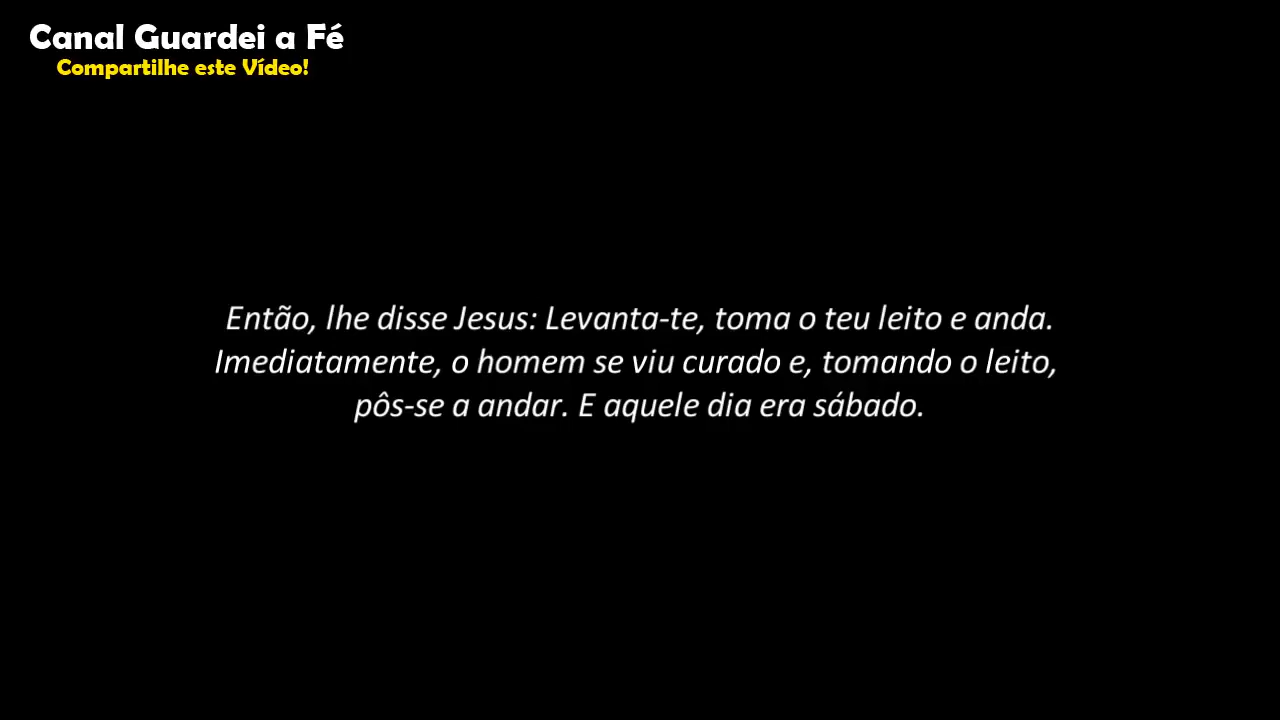 Canal Guardei a Fé
Compartilhe este Vídeo!
Então, lhe disse Jesus: Levanta-te, toma o teu leito e anda.
Imediatamente, o homem se viu curado e, tomando o leito,
pôs-se a andar. E aquele dia era sábado.